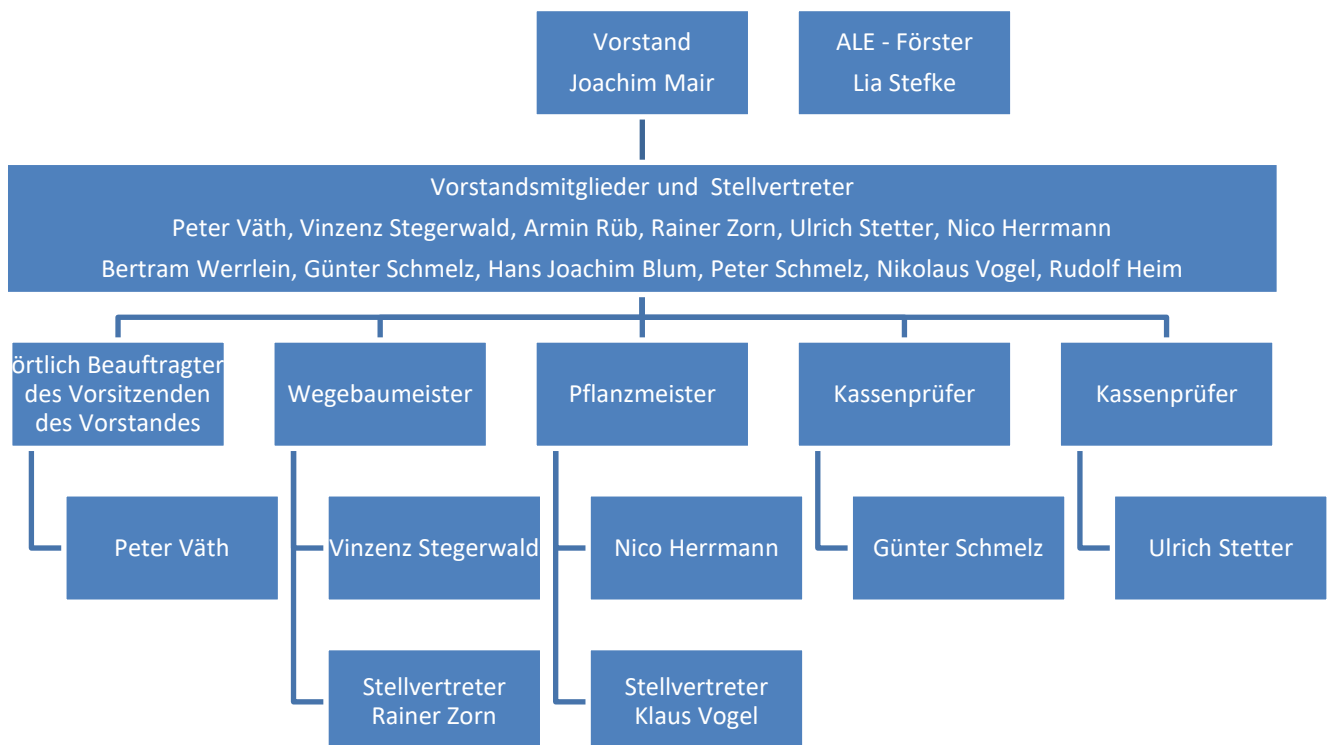 Vorstand
Joachim Mair
ALE - Förster
Lia Stefke
Vorstandsmitglieder und Stellvertreter
Peter Väth, Vinzenz Stegerwald, Armin Rüb, Rainer Zorn, Ulrich Stetter, Nico Herrmann
Bertram Werrlein, Günter Schmelz, Hans Joachim Blum, Peter Schmelz, Nikolaus Vogel, Rudolf Heim
örtlich Beauftragter
des Vorsitzenden
des Vorstandes
Wegebaumeister
Pflanzmeister
Kassenprüfer
Kassenprüfer
Peter Väth
Vinzenz Stegerwald
Nico Herrmann
Günter Schmelz
Ulrich Stetter
Stellvertreter
Rainer Zorn
Stellvertreter
Klaus Vogel